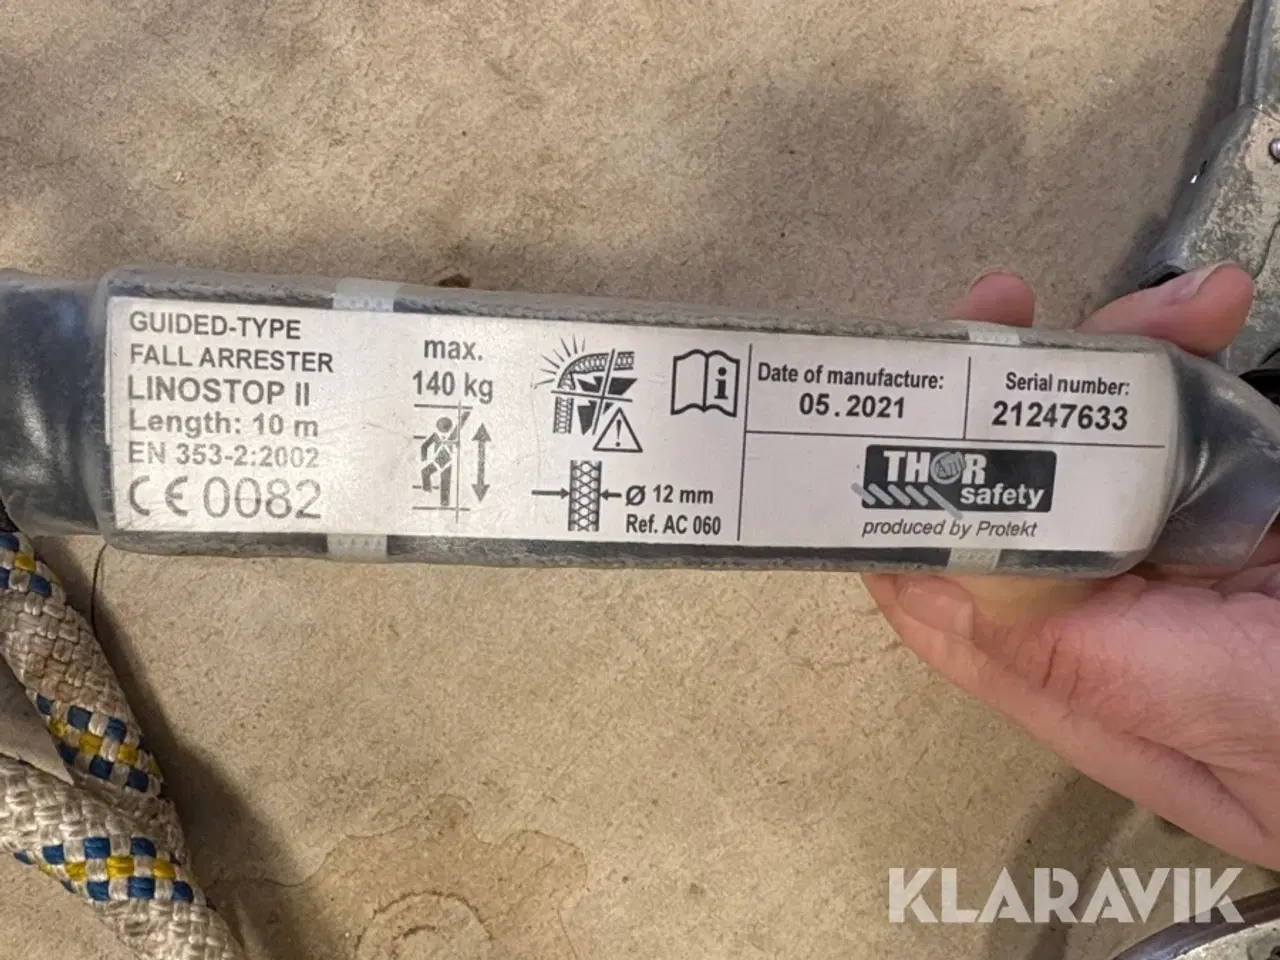 GUIDED-TYPE
FALL ARRESTER
LINOSTOP II
Length: 10 m
EN 353-2:2002
CE 0082
max.
140 kg
i
!
Ø 12 mm
Ref. AC 060
Date of manufacture:
05.2021
Serial number:
21247633
THOR
safety
produced by Protekt
KLARAVIK